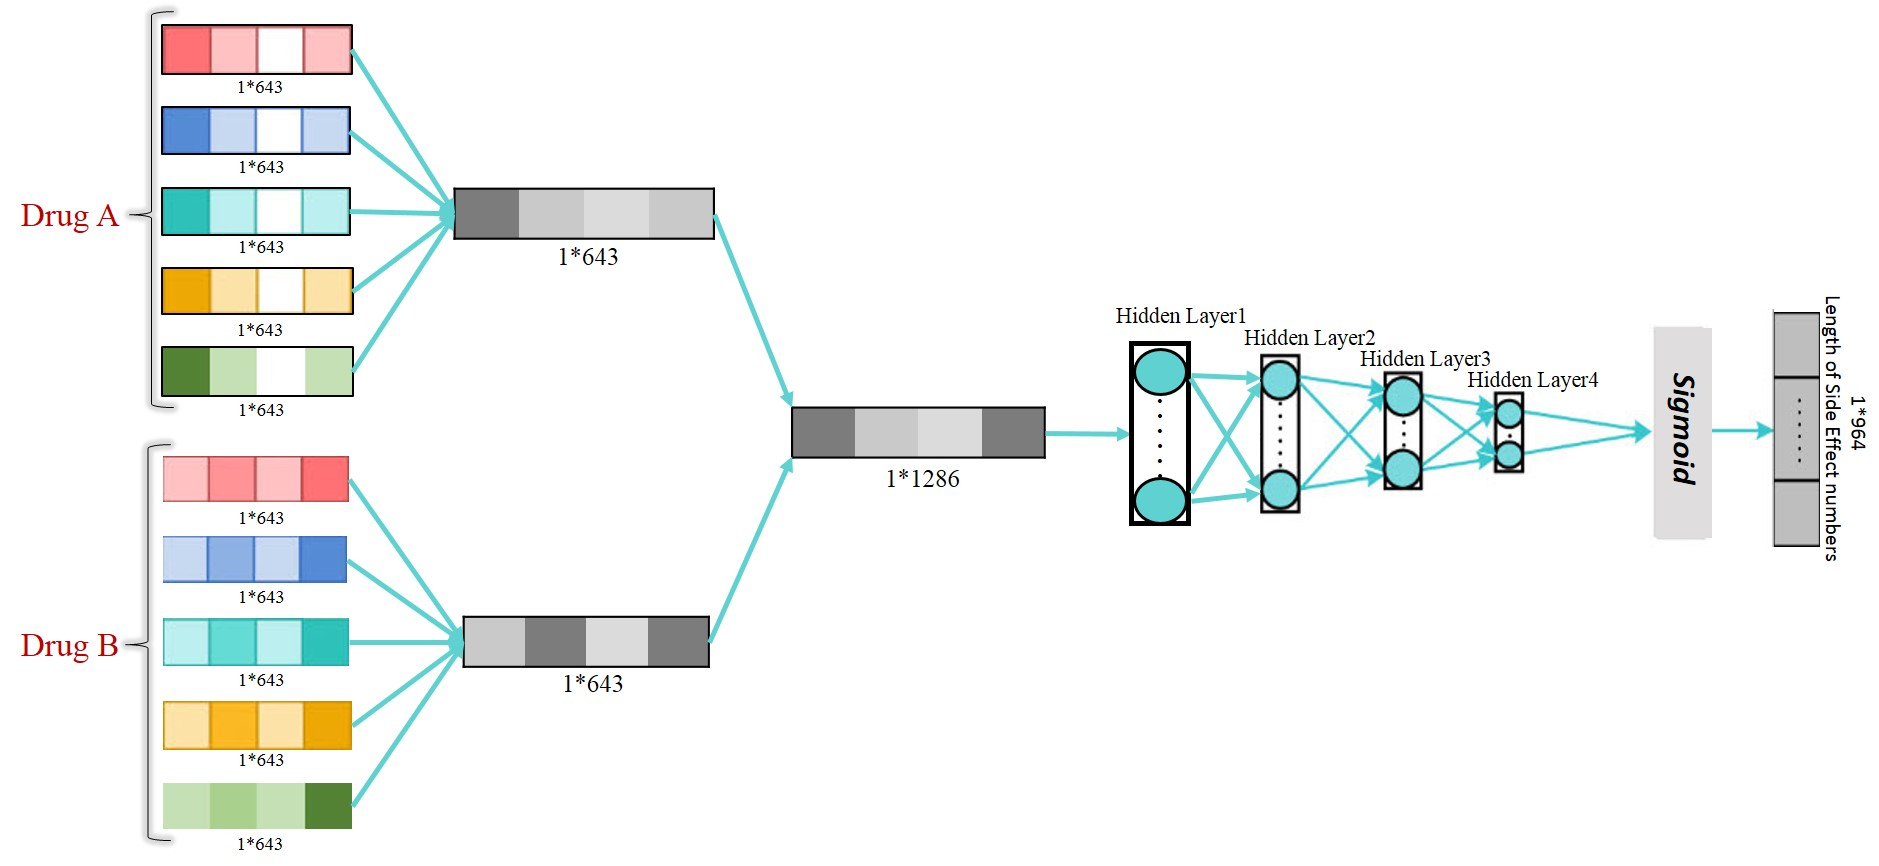 Drug A
1*643
1*643
1*643
1*643
1*643
1*643
Drug B
1*643
1*643
1*643
1*643
1*643
1*643
1*1286
Hidden Layer1
Hidden Layer2
Hidden Layer3
Hidden Layer4
Sigmoid
Length of Side Effect numbers
1*964